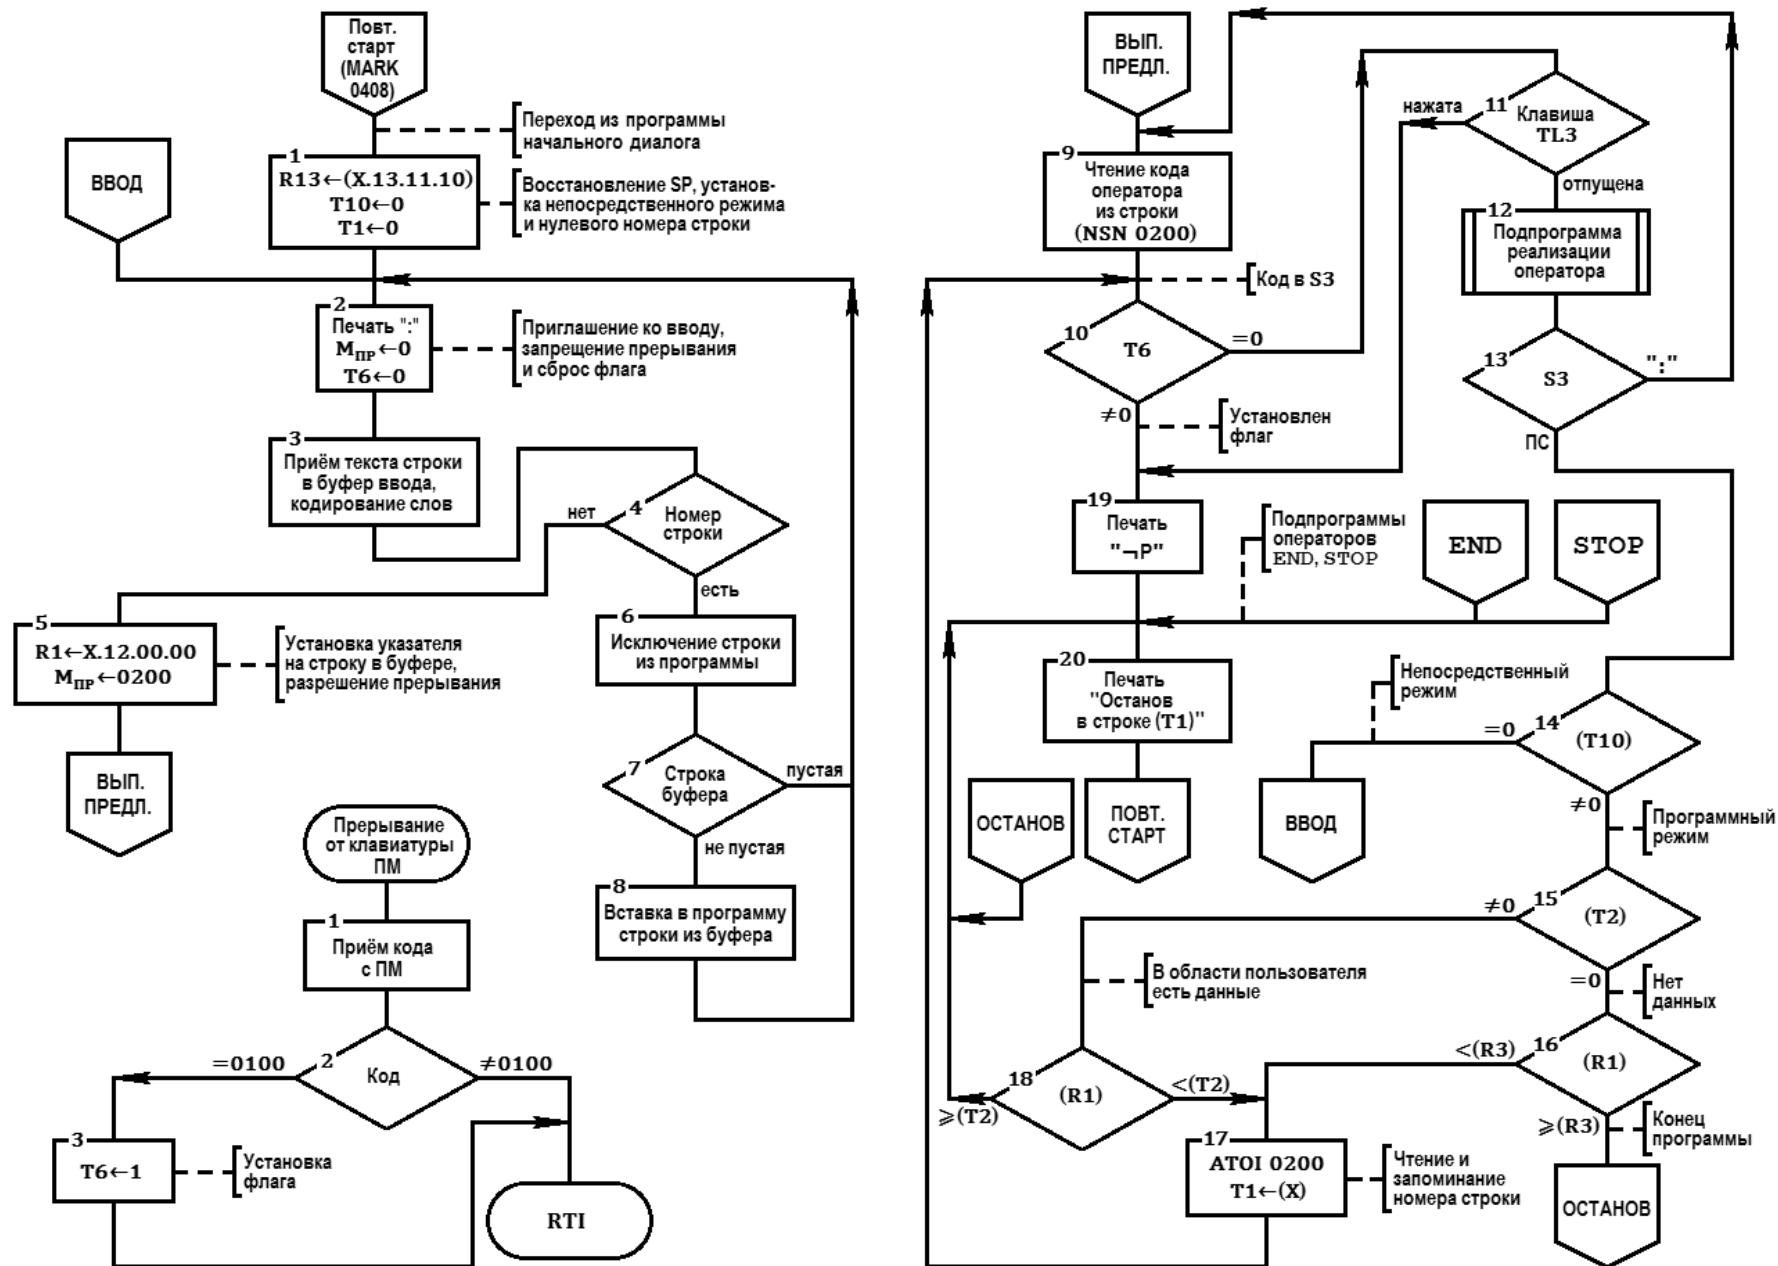 Повт.
старт
(MARK
0408)
Переход из программы
начального диалога
ВВОД
1
R13←(X.13.11.10)
T10←0
T1←0
Восстановление SP, установ-
ка непосредственного режима
и нулевого номера строки
2
Печать ":"
МПР←0
T6←0
Приглашение ко вводу,
запрещение прерывания
и сброс флага
3
Приём текста строки
в буфер ввода,
кодирование слов
4
Номер
строки
нет
есть
5
R1←X.12.00.00
МПР←0200
Установка указателя
на строку в буфере,
разрешение прерывания
ВЫП.
ПРЕДЛ.
6
Исключение строки
из программы
7
Строка
буфера
пустая
не пустая
8
Вставка в программу
строки из буфера
Прерывание
от клавиатуры
ПМ
1
Приём кода
с ПМ
2
Код
=0100
≠0100
3
T6←1
Установка
флага
RTI
ВЫП.
ПРЕДЛ.
9
Чтение кода
оператора
из строки
(NSN 0200)
Код в S3
10
T6
=0
≠0
Установлен
флаг
11
Клавиша
TL3
нажата
отпущена
12
Подпрограмма
реализации
оператора
13
S3
":"
ПС
19
Печать
"¬P"
Подпрограммы
операторов
END, STOP
END
STOP
20
Печать
"Останов
в строке (T1)"
ОСТАНОВ
ПОВТ.
СТАРТ
Непосредственный
режим
14
(T10)
=0
≠0
ВВОД
Программный
режим
15
(T2)
≠0
=0
В области пользователя
есть данные
Нет
данных
16
(R1)
<(R3)
≥(R3)
Конец
программы
18
(R1)
<(T2)
≥(T2)
17
ATOI 0200
T1←(X)
Чтение и
запоминание
номера строки
ОСТАНОВ